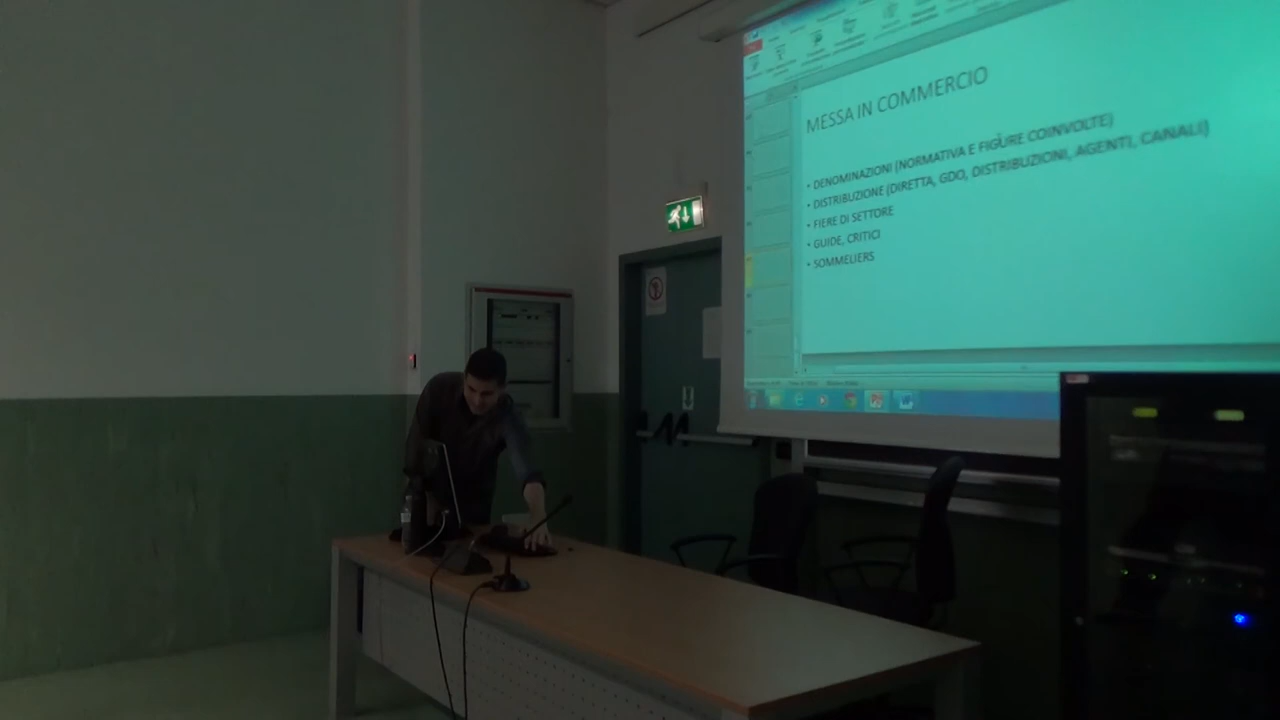 MESSA IN COMMERCIO
• DENOMINAZIONI (NORMATIVA E FIGURE COINVOLTE)
• DISTRIBUZIONE (DIRETTA, GDO, DISTRIBUZIONI, AGENTI, CANALI)
• FIERE DI SETTORE
• GUIDE, CRITICI
• SOMMELIERS